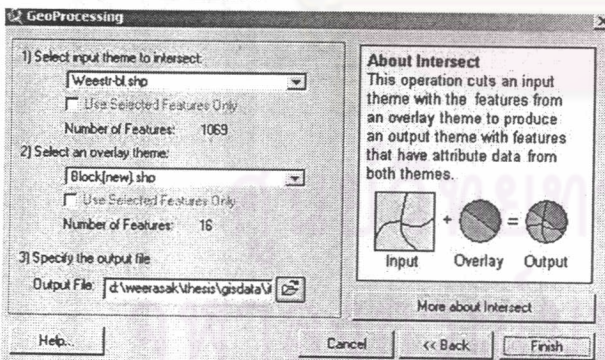 GeoProcessing
1) Select input theme to intersect:
Weestr-bl.shp
Use Selected Features Only
Number of Features: 1069
2) Select an overlay theme:
Block(new).shp
Use Selected Features Only
Number of Features: 16
3) Specify the output file
Output File: d:\weerasak\thesis\gisdata\
Help...
About Intersect
This operation cuts an input
theme with the features from
an overlay theme to produce
an output theme with features
that have attribute data from
both themes.
+ =
Input Overlay Output
More about Intersect
Cancel << Back Finish